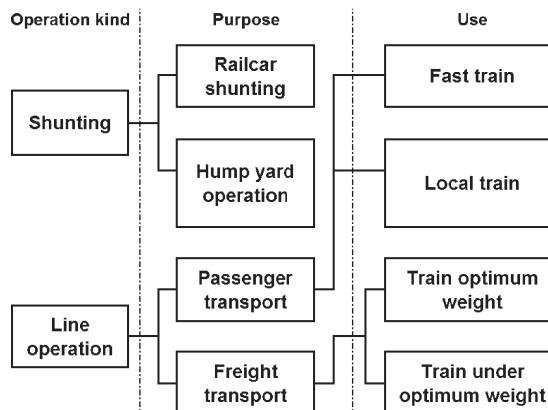 Operation kind
Purpose
Use
Railcar
shunting
Fast train
Shunting
Hump yard
operation
Local train
Passenger
transport
Train optimum
weight
Line
operation
Freight
transport
Train under
optimum weight